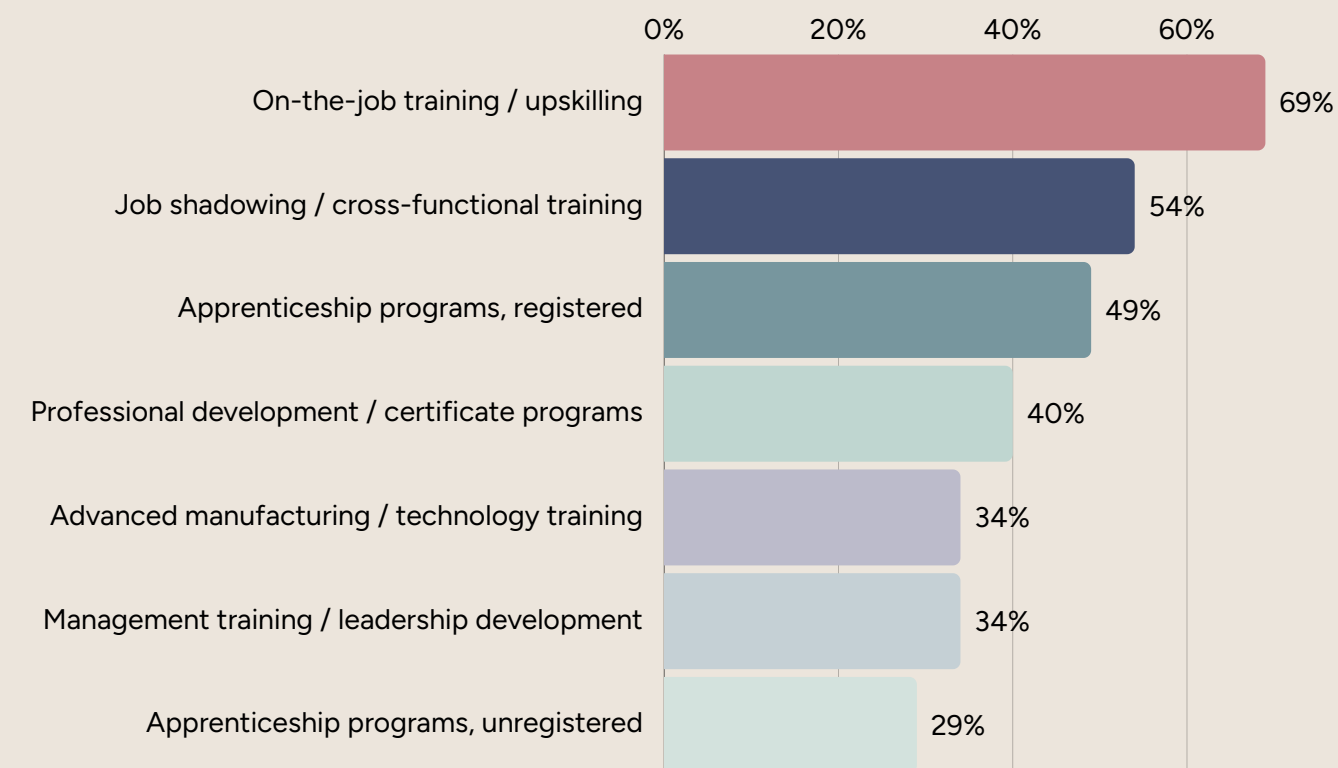 0% 20% 40% 60%
On-the-job training / upskilling 69%
Job shadowing / cross-functional training 54%
Apprenticeship programs, registered 49%
Professional development / certificate programs 40%
Advanced manufacturing / technology training 34%
Management training / leadership development 34%
Apprenticeship programs, unregistered 29%